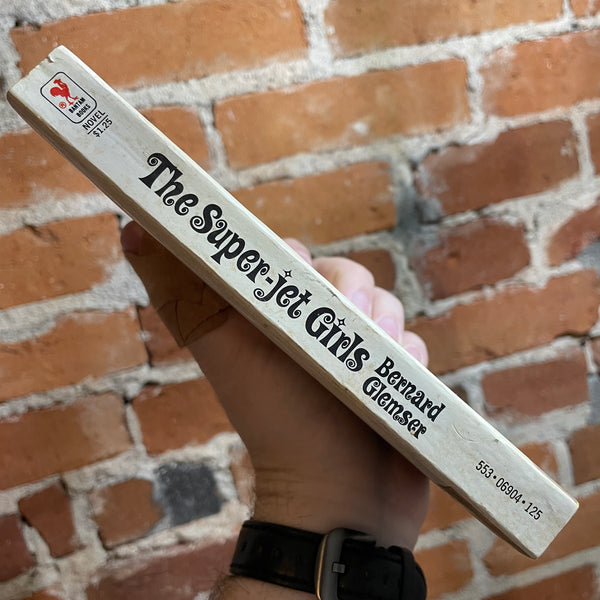 BANTAM
BOOKS
NOVEL
$1.25
The Super-jet Girls
Bernard
Glemser
553•06904•125